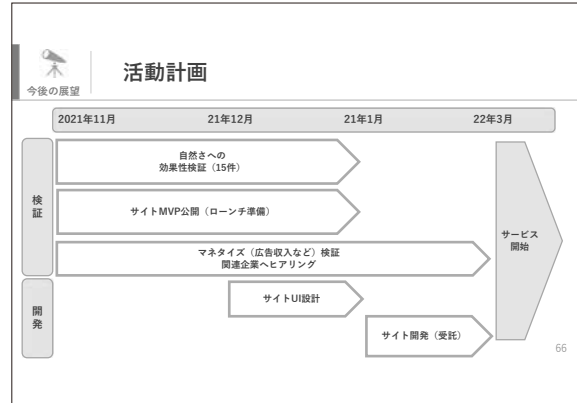 今後の展望
活動計画
2021年11月
21年12月
21年1月
22年3月
検証
自然さへの
効果性検証（15件）
サイトMVP公開（ローンチ準備）
マネタイズ（広告収入など）検証
関連企業へヒアリング
サービス
開始
開発
サイトUI設計
サイト開発（受託）
66